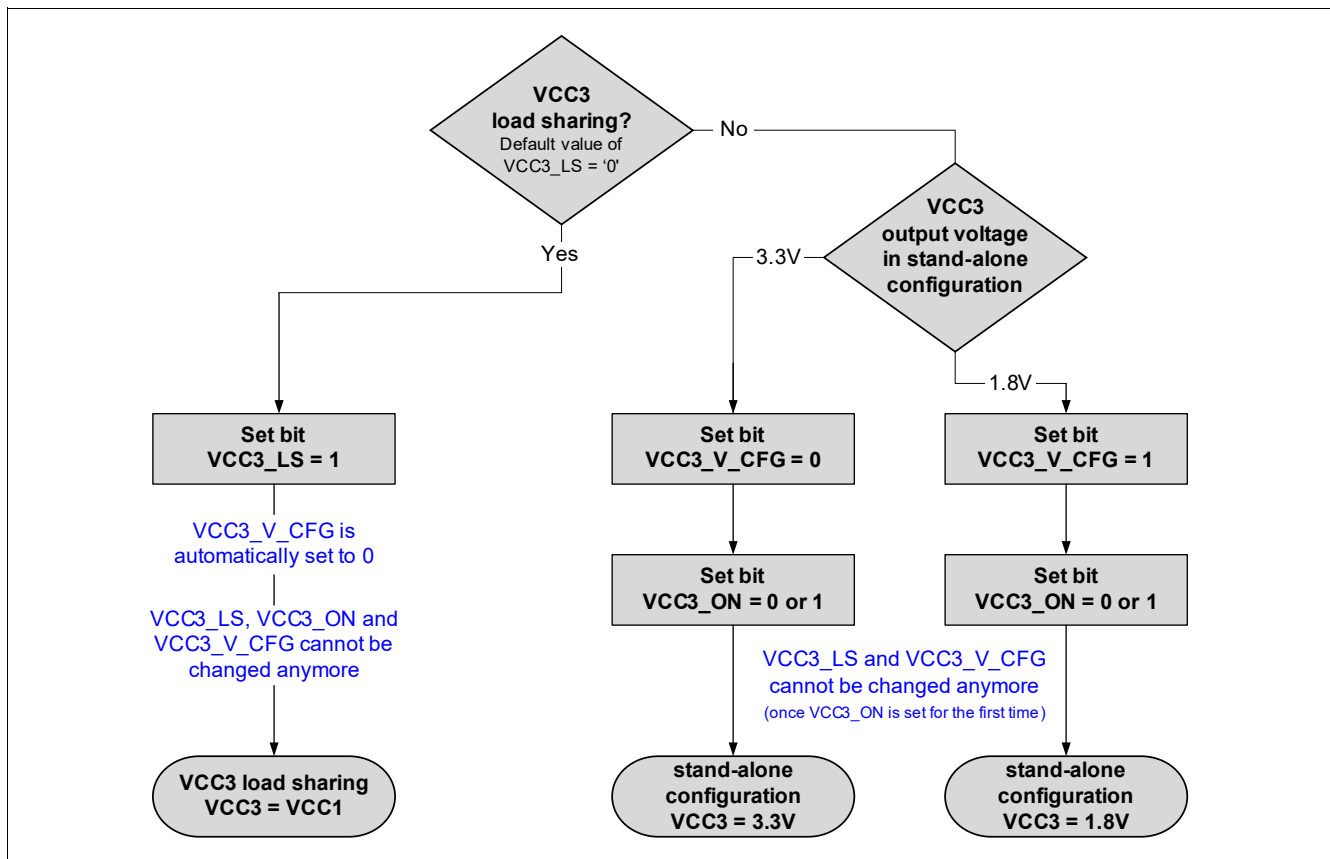 VCC3
load sharing?
Default value of
VCC3_LS = ‘0'
No
Yes
VCC3
output voltage
in stand-alone
configuration
3.3V
1.8V
Set bit
VCC3_LS = 1
VCC3_V_CFG is
automatically set to 0
VCC3_LS, VCC3_ON and
VCC3_V_CFG cannot be
changed anymore
VCC3 load sharing
VCC3 = VCC1
Set bit
VCC3_V_CFG = 0
Set bit
VCC3_ON = 0 or 1
Set bit
VCC3_V_CFG = 1
Set bit
VCC3_ON = 0 or 1
VCC3_LS and VCC3_V_CFG
cannot be changed anymore
(once VCC3_ON is set for the first time)
stand-alone
configuration
VCC3 = 3.3V
stand-alone
configuration
VCC3 = 1.8V